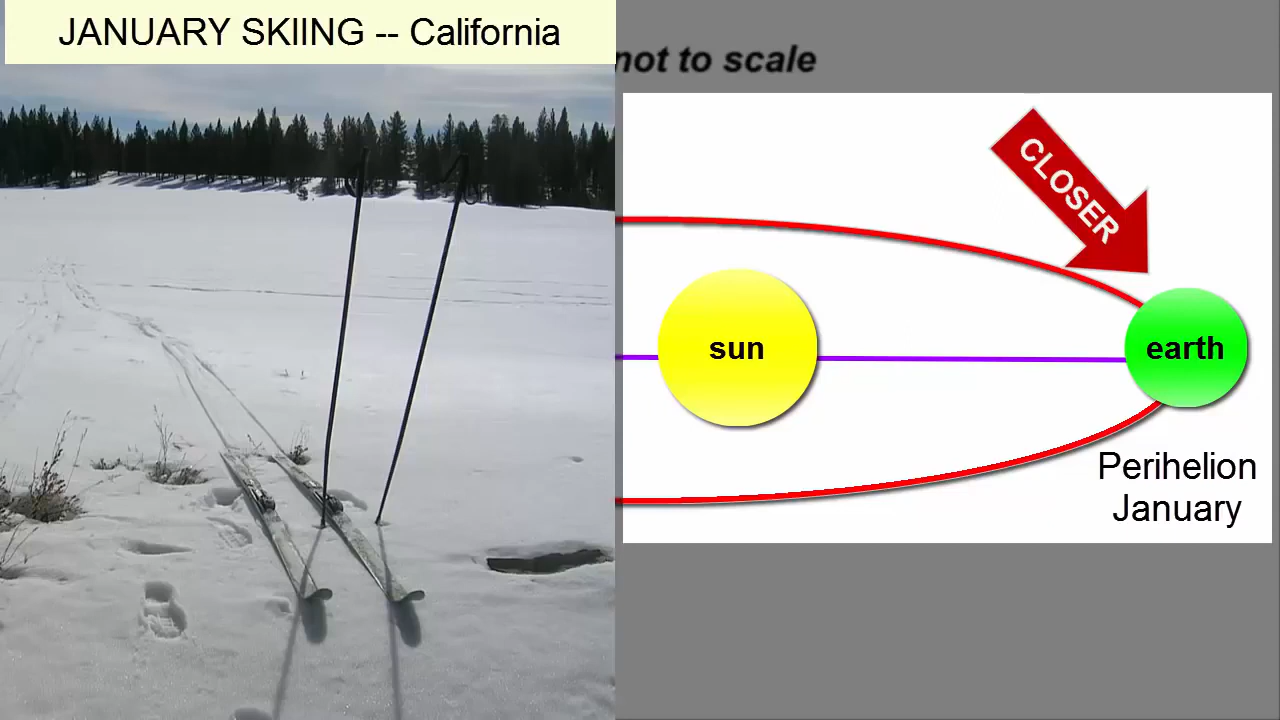 JANUARY SKIING -- California
not to scale
CLOSER
sun
earth
Perihelion
January